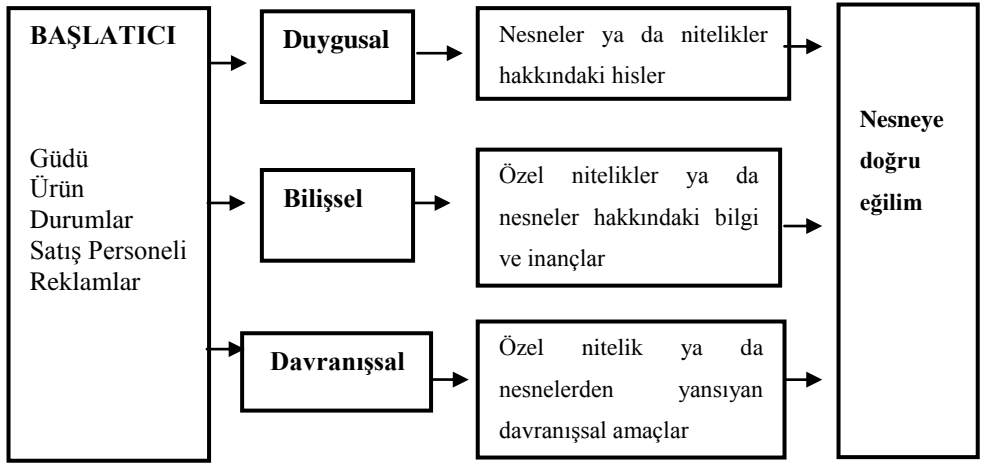 BAŞLATICI
Güdü
Ürün
Durumlar
Satış Personeli
Reklamlar
Duygusal
Nesneler ya da nitelikler
hakkındaki hisler
Bilişsel
Özel nitelikler ya da
nesneler hakkındaki bilgi
ve inançlar
Davranışsal
Özel nitelik ya da
nesnelerden yansıyan
davranışsal amaçlar
Nesneye
doğru
eğilim